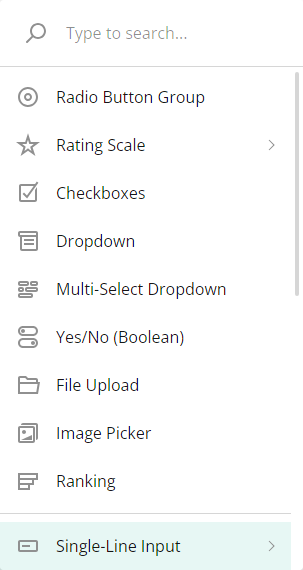 Type to search...
Radio Button Group
Rating Scale
Checkboxes
Dropdown
Multi-Select Dropdown
Yes/No (Boolean)
File Upload
Image Picker
Ranking
Single-Line Input